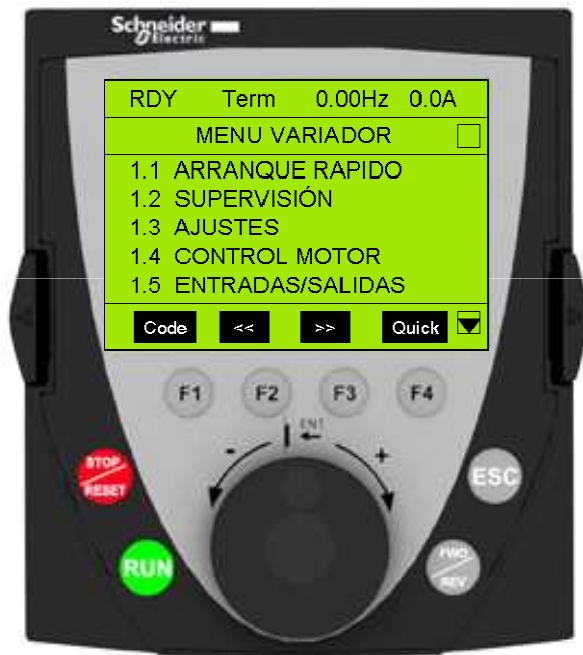 Schneider
Electric
RDY Term 0.00Hz 0.0A
MENU VARIADOR
1.1 ARRANQUE RAPIDO
1.2 SUPERVISIÓN
1.3 AJUSTES
1.4 CONTROL MOTOR
1.5 ENTRADAS/SALIDAS
Code << >> Quick
F1 F2 F3 F4
ENT
- +
STOP
RESET
ESC
RUN
FWD
REV